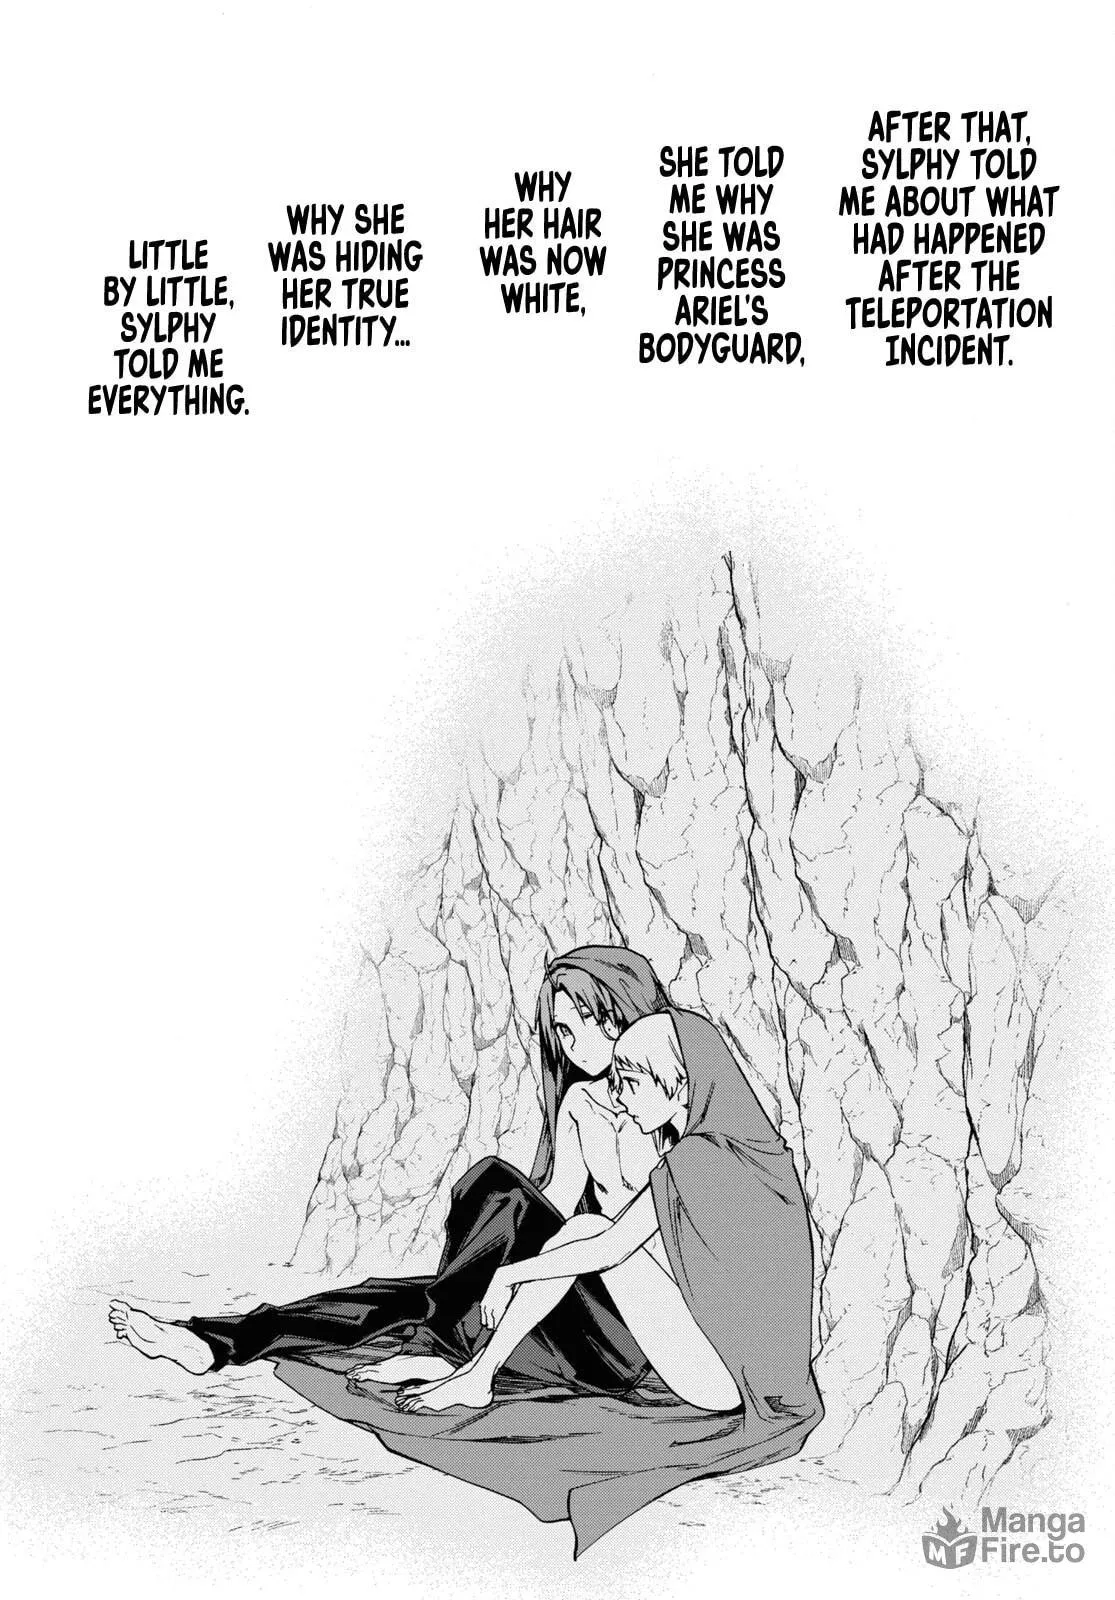 AFTER THAT,
SYLPHY TOLD
ME ABOUT WHAT
HAD HAPPENED
AFTER THE
TELEPORTATION
INCIDENT.
SHE TOLD
ME WHY
SHE WAS
PRINCESS
ARIEL'S
BODYGUARD,
WHY
HER HAIR
WAS NOW
WHITE,
WHY SHE
WAS HIDING
HER TRUE
IDENTITY...
LITTLE
BY LITTLE,
SYLPHY
TOLD ME
EVERYTHING.
MF
Manga
Fire.to